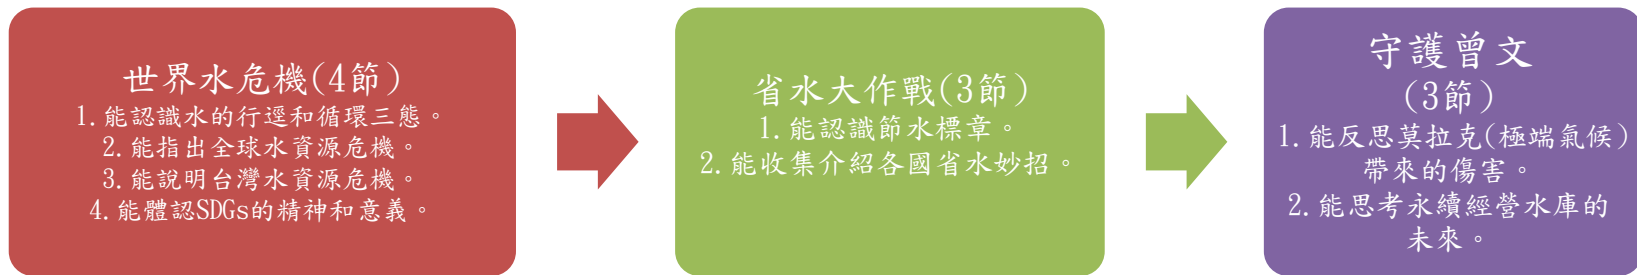 世界水危機(4節)
1.能認識水的行逕和循環三態。
2.能指出全球水資源危機。
3.能說明台灣水資源危機。
4.能體認SDGs的精神和意義。
省水大作戰(3節)
1.能認識節水標章。
2.能收集介紹各國省水妙招。
守護曾文
(3節)
1.能反思莫拉克(極端氣候)
帶來的傷害。
2.能思考永續經營水庫的
未來。